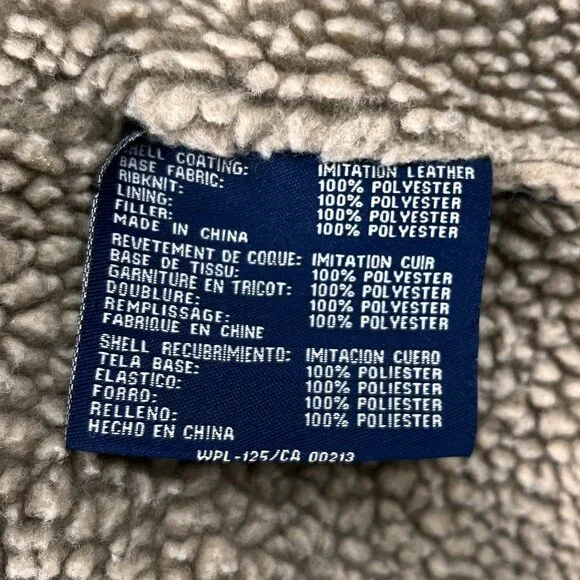 SHELL COATING: IMITATION LEATHER
BASE FABRIC: 100% POLYESTER
RIBKNIT: 100% POLYESTER
LINING: 100% POLYESTER
FILLER: 100% POLYESTER
MADE IN CHINA
REVETEMENT DE COQUE: IMITATION CUIR
BASE DE TISSU: 100% POLYESTER
GARNITURE EN TRICOT: 100% POLYESTER
DOUBLURE: 100% POLYESTER
REMPLISSAGE: 100% POLYESTER
FABRIQUE EN CHINE
SHELL RECUBRIMIENTO: IMITACION CUERO
TELA BASE: 100% POLIESTER
ELASTICO: 100% POLIESTER
FORRO: 100% POLIESTER
RELLENO: 100% POLIESTER
HECHO EN CHINA
WPL-125/CA 00213